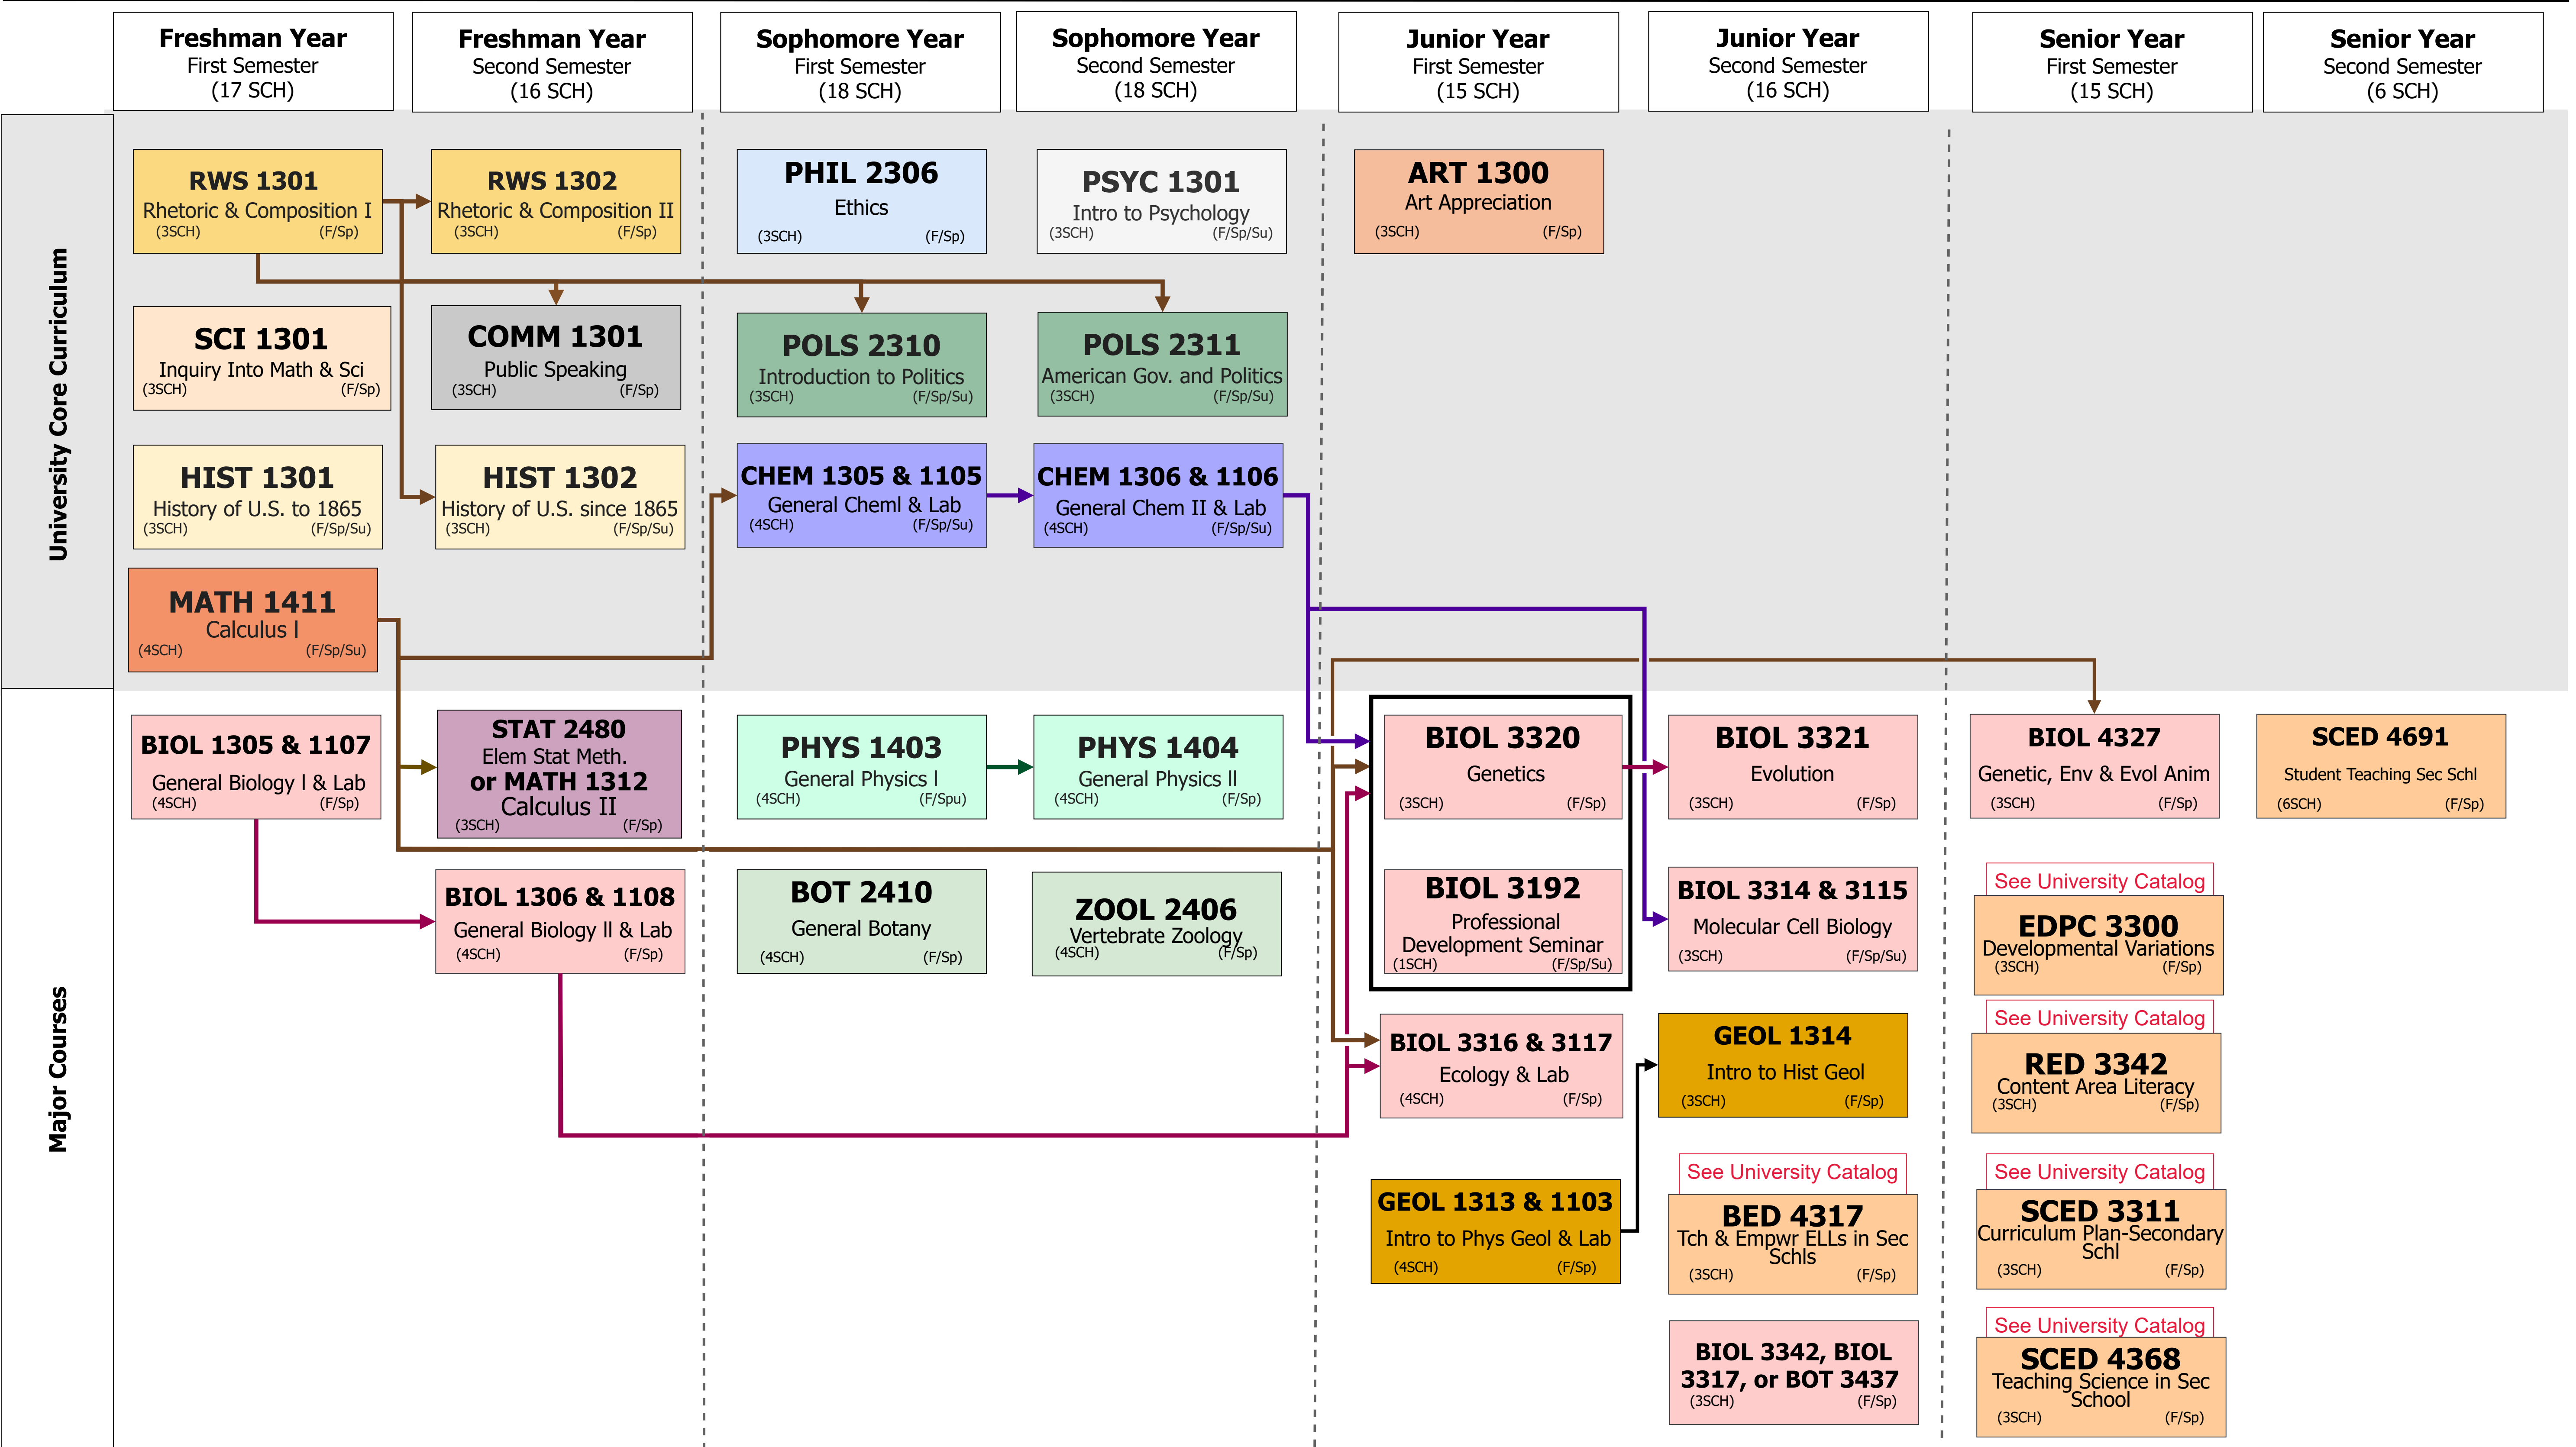 Freshman Year
First Semester
(17 SCH)
Freshman Year
Second Semester
(16 SCH)
Sophomore Year
First Semester
(18 SCH)
Sophomore Year
Second Semester
(18 SCH)
Junior Year
First Semester
(15 SCH)
Junior Year
Second Semester
(16 SCH)
Senior Year
First Semester
(15 SCH)
Senior Year
Second Semester
(6 SCH)
University Core Curriculum
RWS 1301
Rhetoric & Composition I
(3SCH) (F/Sp)
RWS 1302
Rhetoric & Composition II
(3SCH) (F/Sp)
PHIL 2306
Ethics
(3SCH) (F/Sp)
PSYC 1301
Intro to Psychology
(3SCH) (F/Sp/Su)
ART 1300
Art Appreciation
(3SCH) (F/Sp)
SCI 1301
Inquiry Into Math & Sci
(3SCH) (F/Sp)
COMM 1301
Public Speaking
(3SCH) (F/Sp)
POLS 2310
Introduction to Politics
(3SCH) (F/Sp/Su)
POLS 2311
American Gov. and Politics
(3SCH) (F/Sp/Su)
HIST 1301
History of U.S. to 1865
(3SCH) (F/Sp/Su)
HIST 1302
History of U.S. since 1865
(3SCH) (F/Sp/Su)
CHEM 1305 & 1105
General Cheml & Lab
(4SCH) (F/Sp/Su)
CHEM 1306 & 1106
General Chem II & Lab
(4SCH) (F/Sp/Su)
MATH 1411
Calculus l
(4SCH) (F/Sp/Su)
Major Courses
BIOL 1305 & 1107
General Biology l & Lab
(4SCH) (F/Sp)
STAT 2480
Elem Stat Meth.
or MATH 1312
Calculus II
(3SCH) (F/Sp)
PHYS 1403
General Physics l
(4SCH) (F/Spu)
PHYS 1404
General Physics ll
(4SCH) (F/Sp)
BIOL 3320
Genetics
(3SCH) (F/Sp)
BIOL 3321
Evolution
(3SCH) (F/Sp)
BIOL 4327
Genetic, Env & Evol Anim
(3SCH) (F/Sp)
SCED 4691
Student Teaching Sec Schl
(6SCH) (F/Sp)
BIOL 1306 & 1108
General Biology ll & Lab
(4SCH) (F/Sp)
BOT 2410
General Botany
(4SCH) (F/Sp)
ZOOL 2406
Vertebrate Zoology
(4SCH) (F/Sp)
BIOL 3192
Professional
Development Seminar
(1SCH) (F/Sp/Su)
BIOL 3314 & 3115
Molecular Cell Biology
(3SCH) (F/Sp/Su)
See University Catalog
EDPC 3300
Developmental Variations
(3SCH) (F/Sp)
BIOL 3316 & 3117
Ecology & Lab
(4SCH) (F/Sp)
GEOL 1314
Intro to Hist Geol
(3SCH) (F/Sp)
See University Catalog
RED 3342
Content Area Literacy
(3SCH) (F/Sp)
GEOL 1313 & 1103
Intro to Phys Geol & Lab
(4SCH) (F/Sp)
See University Catalog
BED 4317
Tch & Empwr ELLs in Sec
Schls
(3SCH) (F/Sp)
See University Catalog
SCED 3311
Curriculum Plan-Secondary
Schl
(3SCH) (F/Sp)
BIOL 3342, BIOL
3317, or BOT 3437
(3SCH) (F/Sp)
See University Catalog
SCED 4368
Teaching Science in Sec
School
(3SCH) (F/Sp)